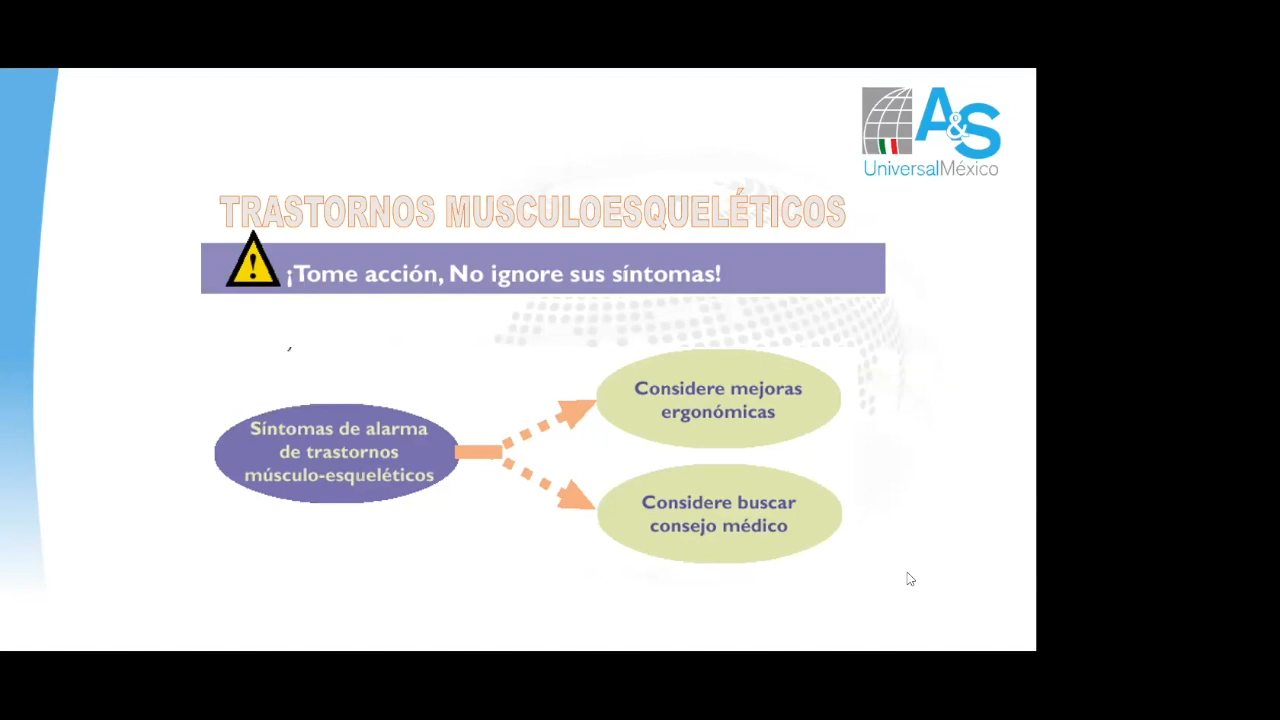 A&S
UniversalMéxico
TRASTORNOS MUSCULOESQUELÉTICOS
¡Tome acción, No ignore sus síntomas!
,
Síntomas de alarma
de trastornos
músculo-esqueléticos
Considere mejoras
ergonómicas
Considere buscar
consejo médico